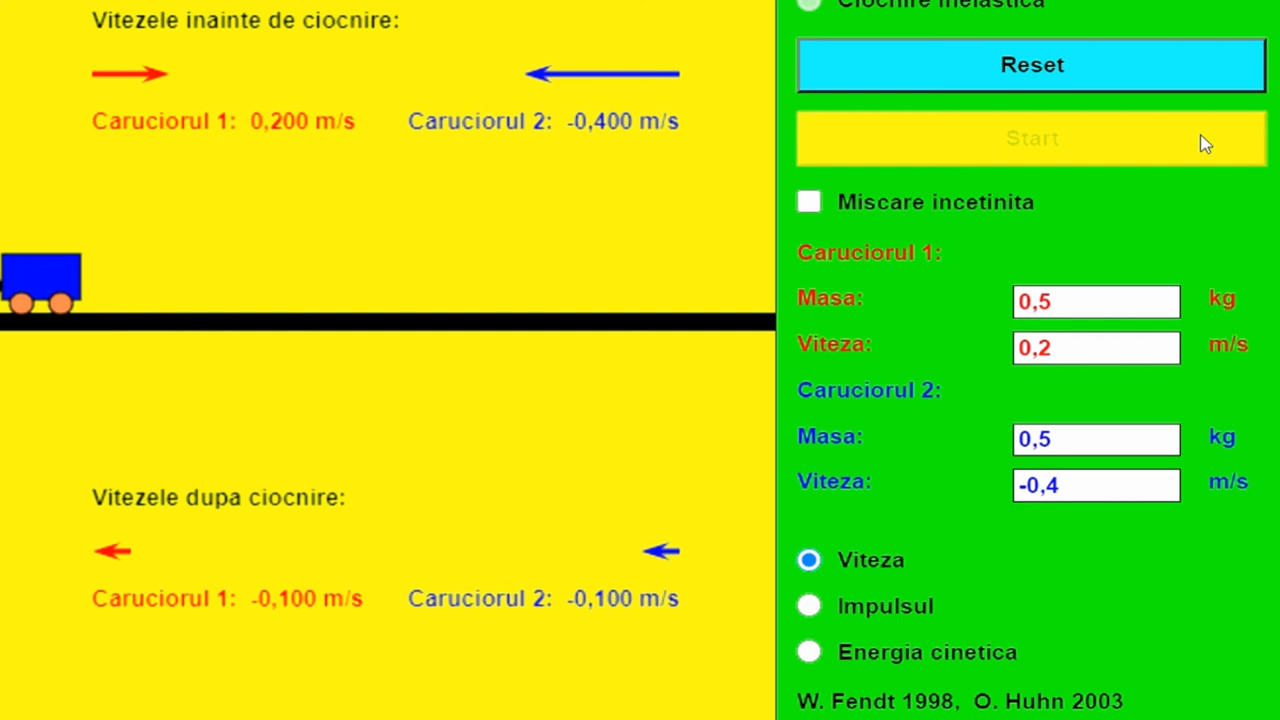 Vitezele inainte de ciocnire:
Caruciorul 1: 0,200 m/s
Caruciorul 2: -0,400 m/s
Vitezele dupa ciocnire:
Caruciorul 1: -0,100 m/s
Caruciorul 2: -0,100 m/s
Ciocnire inelastica
Reset
Start
Miscare incetinita
Caruciorul 1:
Masa: 0,5 kg
Viteza: 0,2 m/s
Caruciorul 2:
Masa: 0,5 kg
Viteza: -0,4 m/s
Viteza
Impulsul
Energia cinetica
W. Fendt 1998, O. Huhn 2003